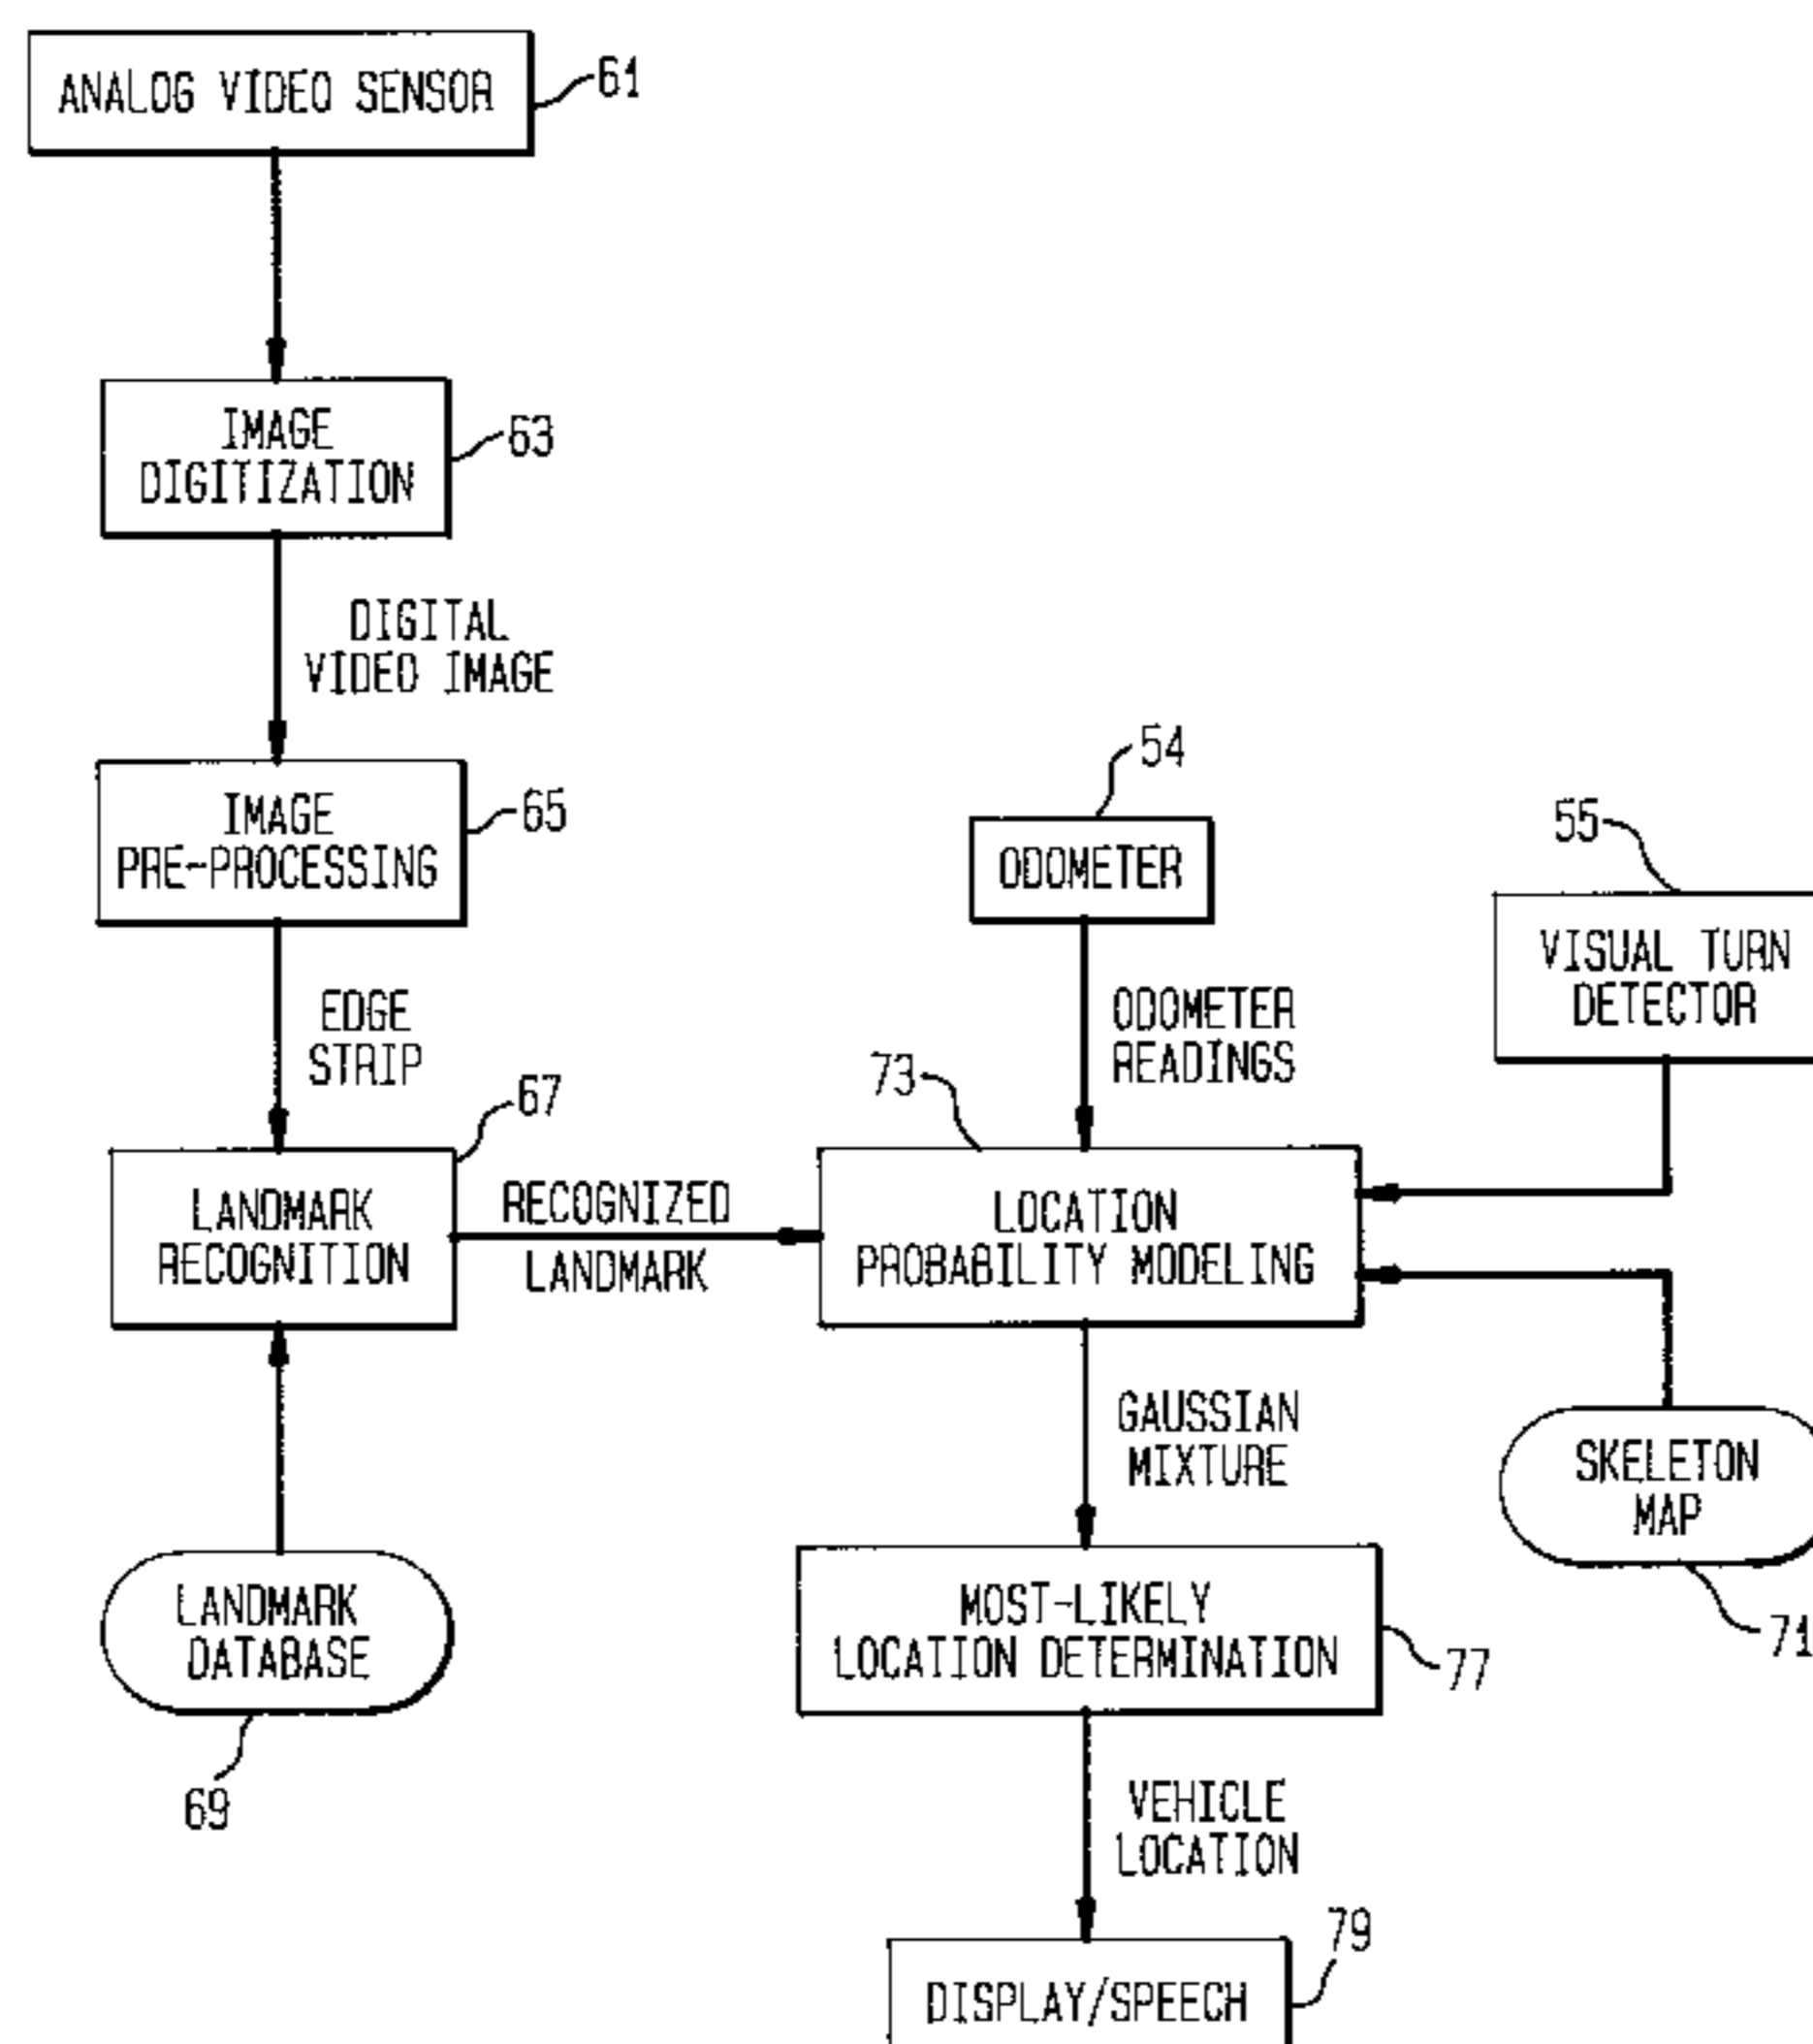 ANALOG VIDEO SENSOR
61
IMAGE
DIGITIZATION
63
DIGITAL
VIDEO IMAGE
IMAGE
PRE-PROCESSING
65
EDGE
STRIP
67
LANDMARK
RECOGNITION
RECOGNIZED
LANDMARK
LANDMARK
DATABASE
69
54
ODOMETER
ODOMETER
READINGS
55
VISUAL TURN
DETECTOR
73
LOCATION
PROBABILITY MODELING
SKELETON
MAP
71
GAUSSIAN
MIXTURE
MOST-LIKELY
LOCATION DETERMINATION
77
VEHICLE
LOCATION
79
DISPLAY/SPEECH